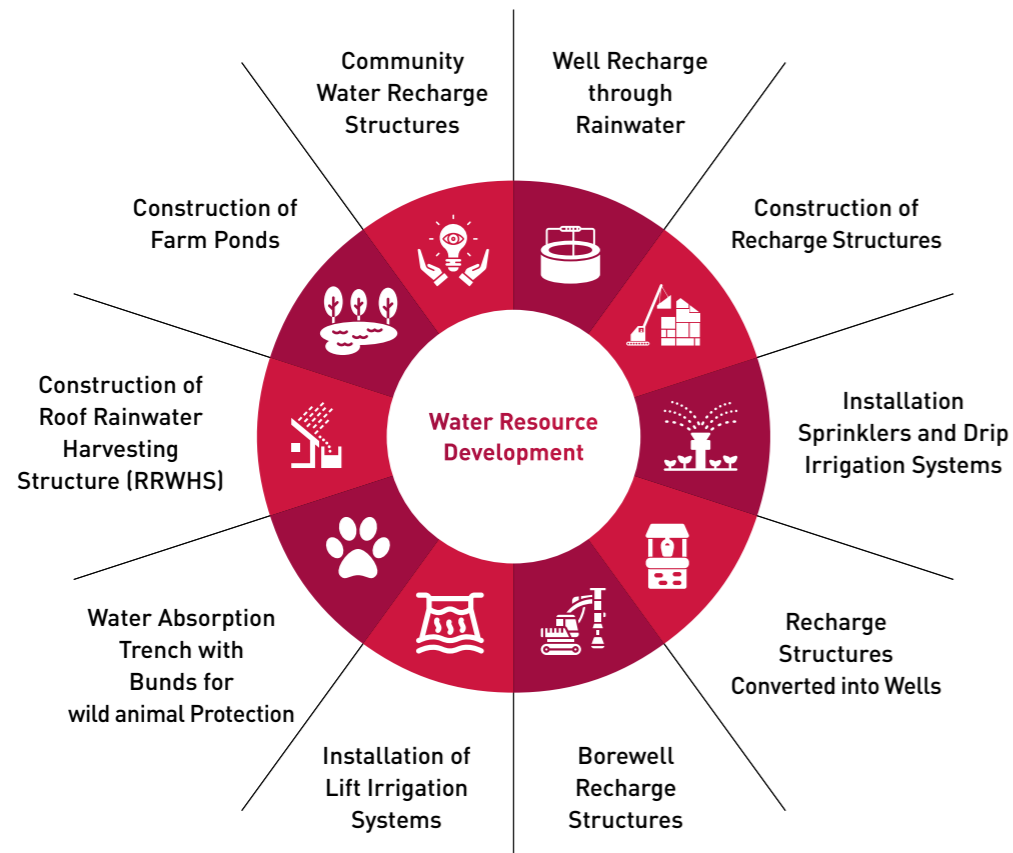 Community
Water Recharge
Structures
Well Recharge
through
Rainwater
Construction of
Recharge Structures
Installation
Sprinklers and Drip
Irrigation Systems
Recharge
Structures
Converted into Wells
Borewell
Recharge
Structures
Installation of
Lift Irrigation
Systems
Water Absorption
Trench with
Bunds for
wild animal Protection
Construction of
Roof Rainwater
Harvesting
Structure (RRWHS)
Construction of
Farm Ponds
Water Resource
Development